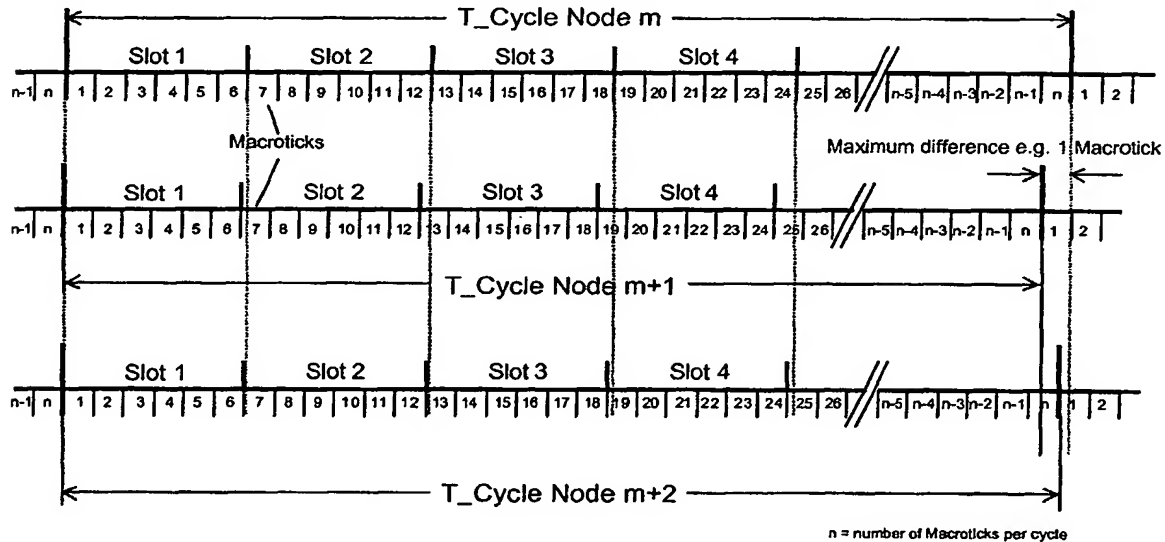 T_Cycle Node m
Slot 1 Slot 2 Slot 3 Slot 4
n-1 n 1 2 3 4 5 6 7 8 9 10 11 12 13 14 15 16 17 18 19 20 21 22 23 24 25 26 n-5 n-4 n-3 n-2 n-1 n 1 2
Macroticks
Maximum difference e.g. 1 Macrotick
Slot 1 Slot 2 Slot 3 Slot 4
n-1 n 1 2 3 4 5 6 7 8 9 10 11 12 13 14 15 16 17 18 19 20 21 22 23 24 25 26 n-5 n-4 n-3 n-2 n-1 n 1 2
T_Cycle Node m+1
Slot 1 Slot 2 Slot 3 Slot 4
n-1 n 1 2 3 4 5 6 7 8 9 10 11 12 13 14 15 16 17 18 19 20 21 22 23 24 25 26 n-5 n-4 n-3 n-2 n-1 n 1 2
T_Cycle Node m+2
n = number of Macroticks per cycle